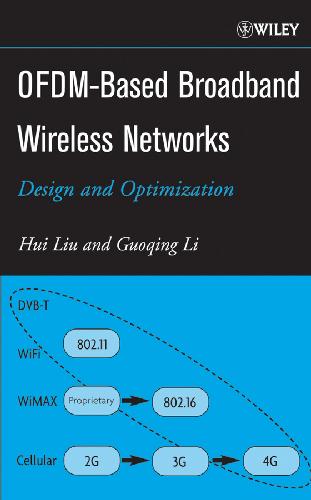 WILEY
OFDM-Based Broadband
Wireless Networks
Design and Optimization
Hui Liu and Guoqing Li
DVB-T
WiFi 802.11
WiMAX Proprietary 802.16
Cellular 2G 3G 4G